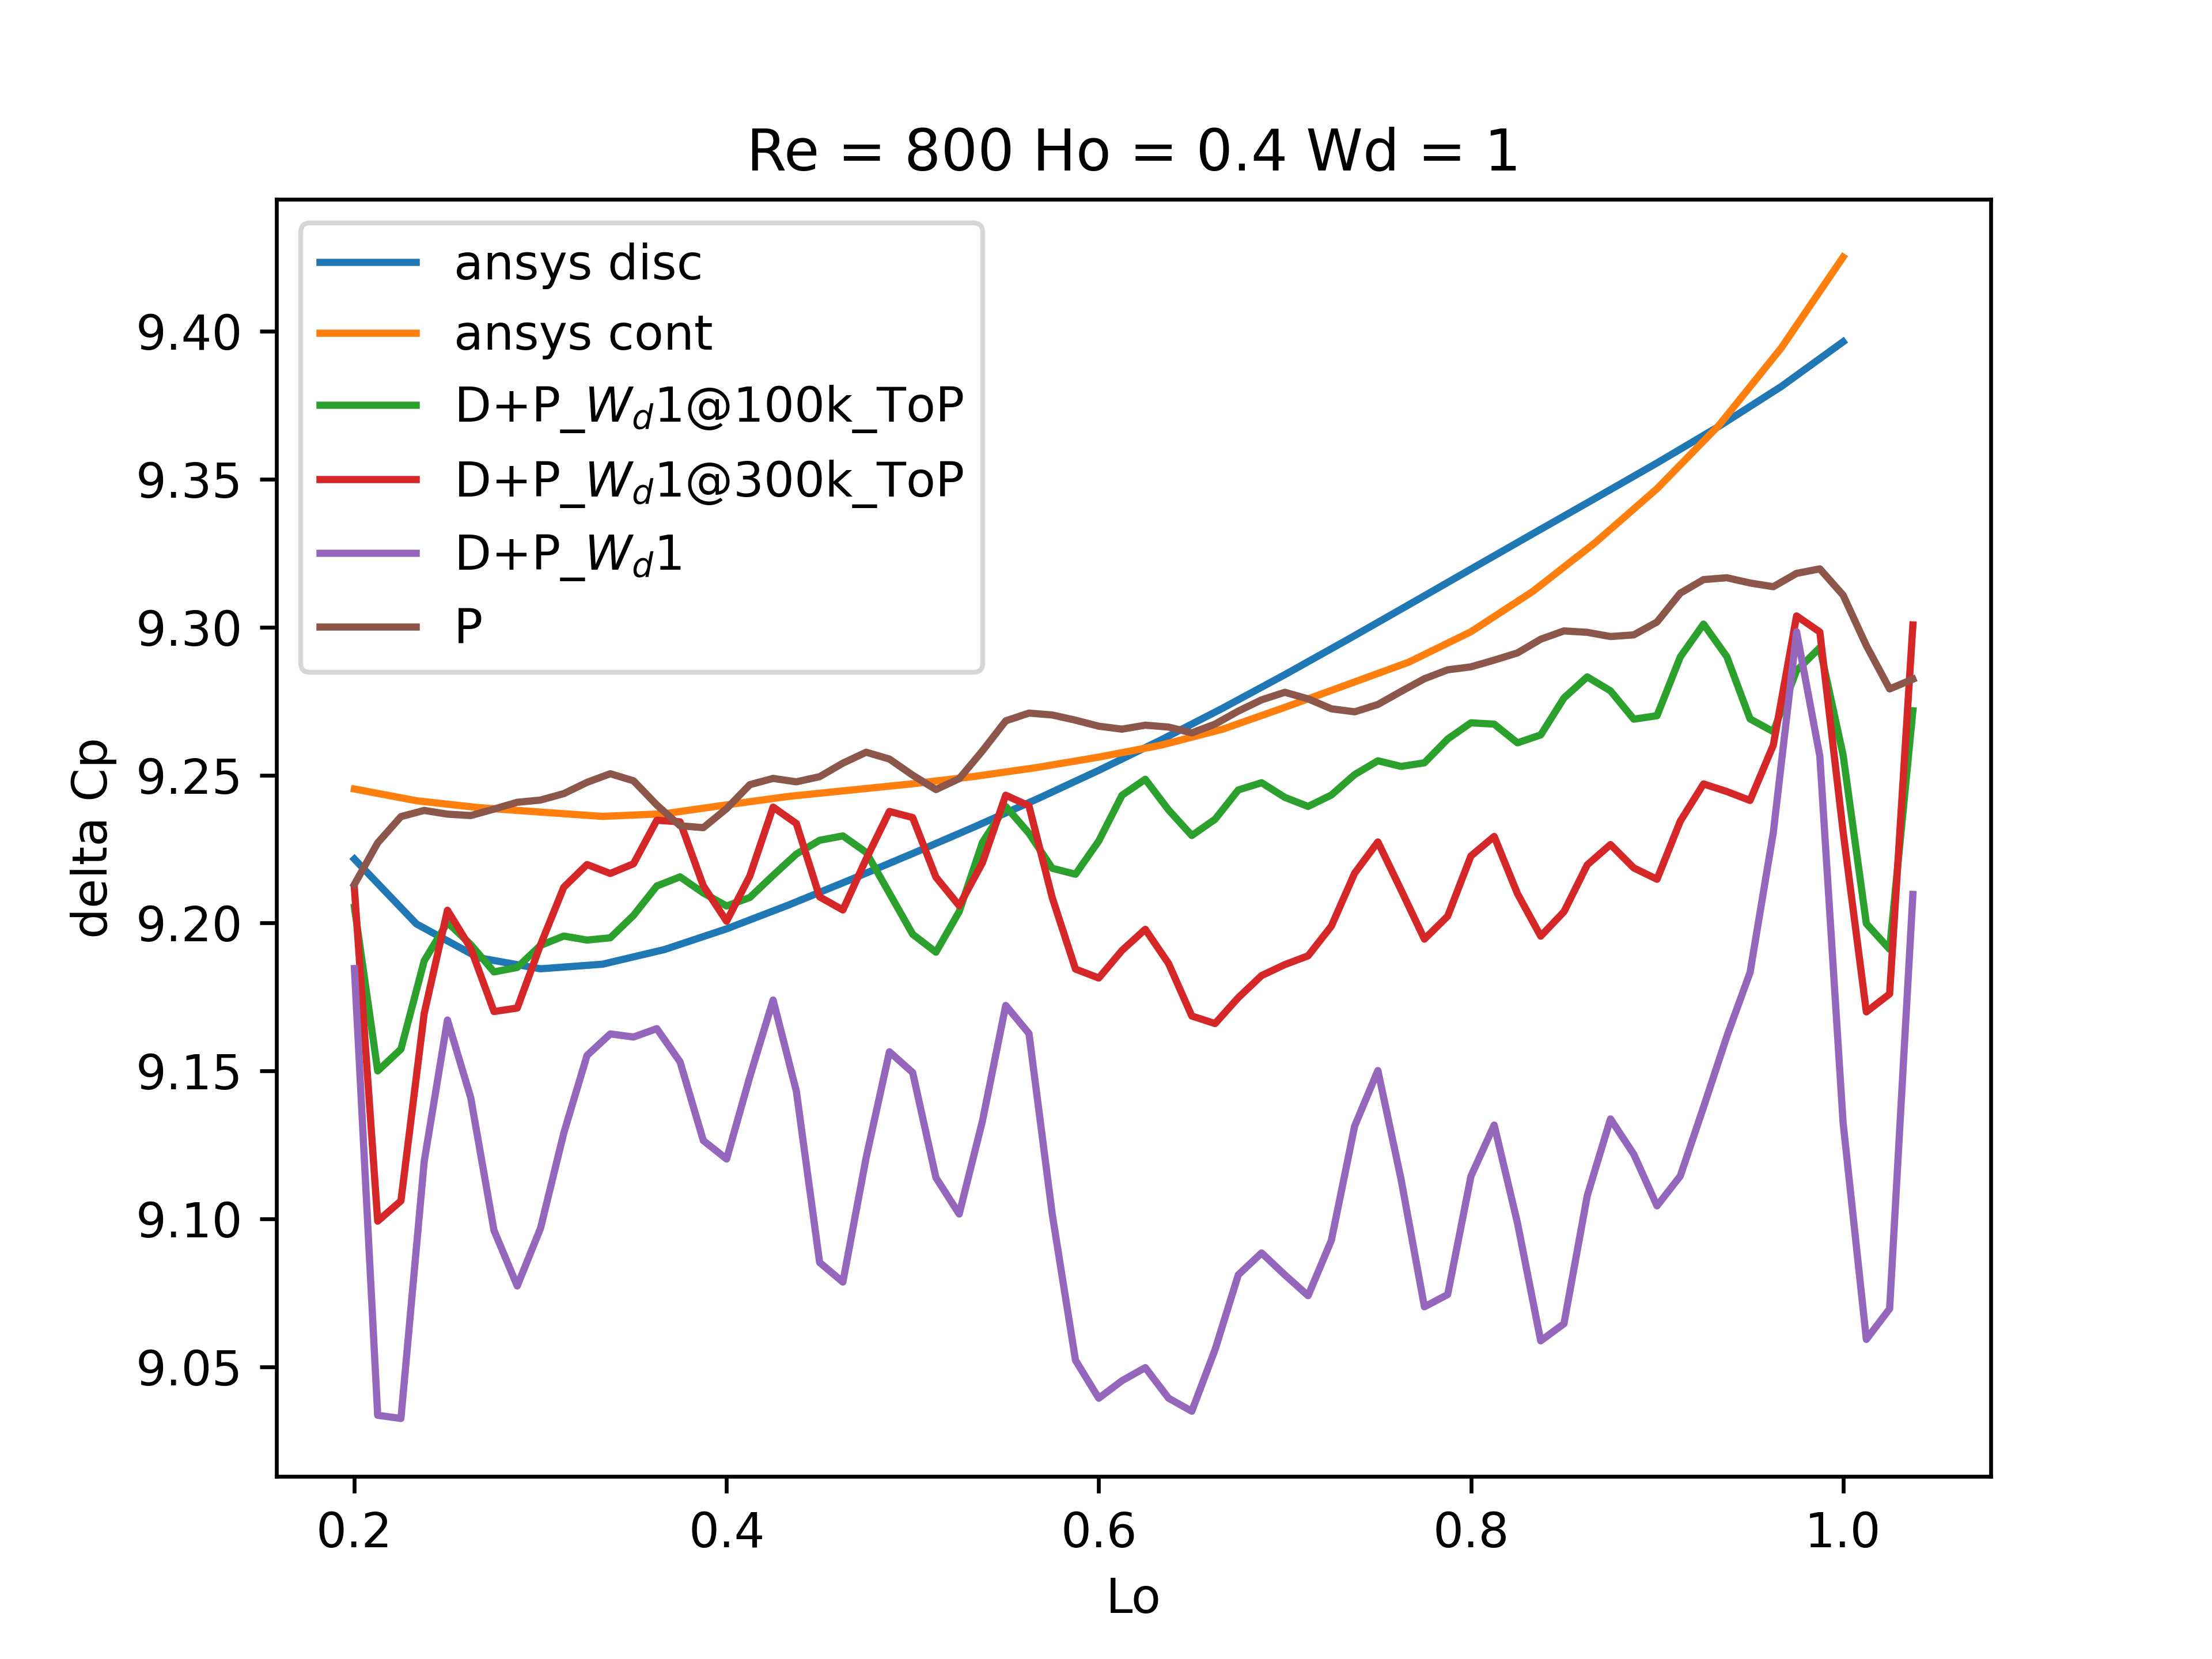 Re = 800 Ho = 0.4 Wd = 1
ansys disc
ansys cont
D+P_W_d1@100k_ToP
D+P_W_d1@300k_ToP
D+P_W_d1
P
9.40
9.35
9.30
9.25
9.20
9.15
9.10
9.05
delta Cp
0.2 0.4 0.6 0.8 1.0
Lo